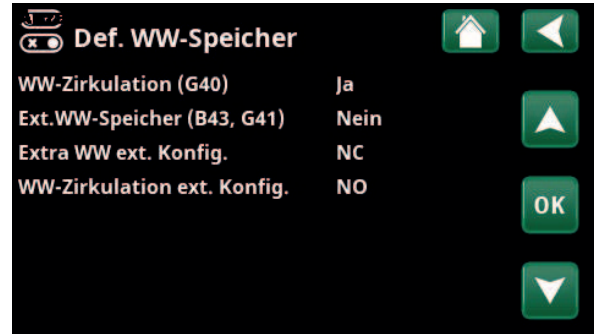 Def. WW-Speicher
WW-Zirkulation (G40) Ja
Ext.WW-Speicher (B43, G41) Nein
Extra WW ext. Konfig. NC
WW-Zirkulation ext. Konfig. NO
OK